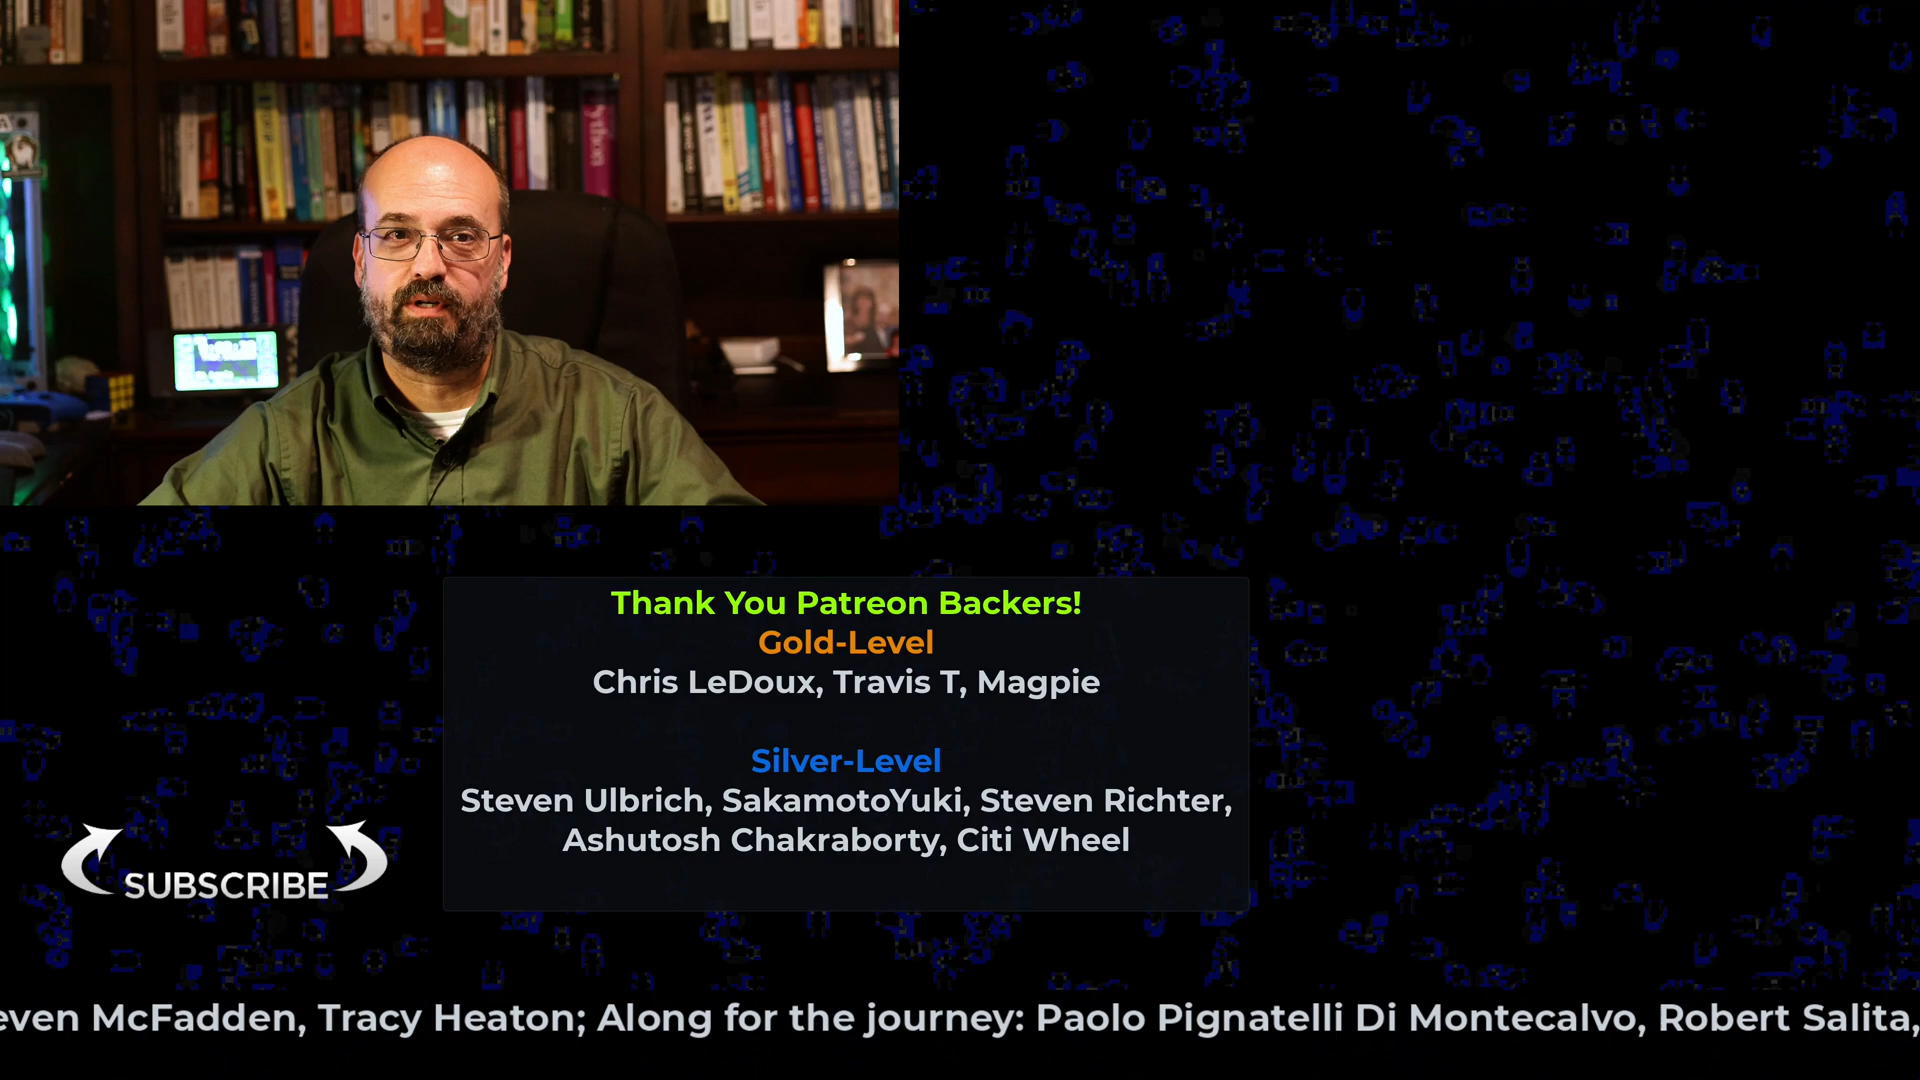 Python
Thank You Patreon Backers!
Gold-Level
Chris LeDoux, Travis T, Magpie
Silver-Level
Steven Ulbrich, SakamotoYuki, Steven Richter,
Ashutosh Chakraborty, Citi Wheel
SUBSCRIBE
even McFadden, Tracy Heaton; Along for the journey: Paolo Pignatelli Di Montecalvo, Robert Salita,